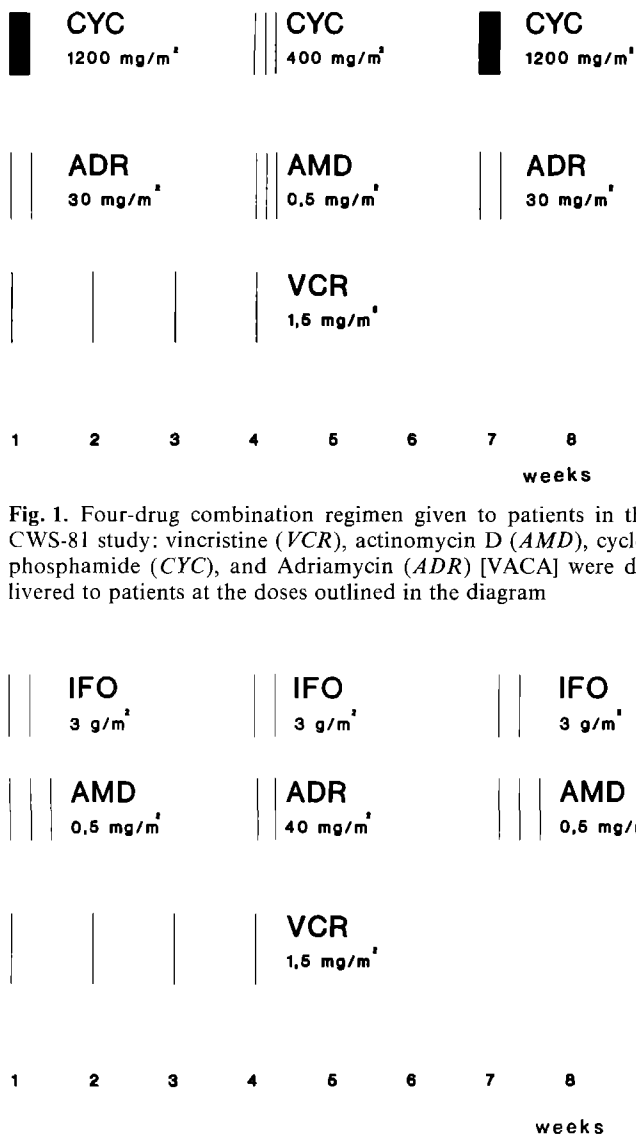 CYC CYC CYC
1200 mg/m² 400 mg/m² 1200 mg/m²
ADR AMD ADR
30 mg/m² 0,5 mg/m² 30 mg/m²
VCR
1,5 mg/m²
1 2 3 4 5 6 7 8
weeks
Fig. 1. Four-drug combination regimen given to patients in th
CWS-81 study: vincristine (VCR), actinomycin D (AMD), cycl
phosphamide (CYC), and Adriamycin (ADR) [VACA] were d
livered to patients at the doses outlined in the diagram
IFO IFO IFO
3 g/m² 3 g/m² 3 g/m²
AMD ADR AMD
0,5 mg/m² 40 mg/m² 0,5 mg/
VCR
1,5 mg/m²
1 2 3 4 5 6 7 8
weeks